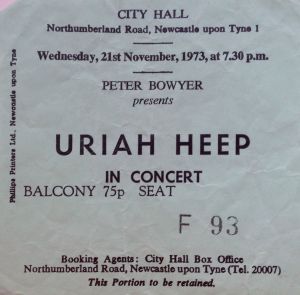 CITY HALL
Northumberland Road, Newcastle upon Tyne 1
Wednesday, 21st November, 1973, at 7.30 p.m.
PETER BOWYER
presents
URIAH HEEP
IN CONCERT
BALCONY 75p SEAT
F 93
Booking Agents: City Hall Box Office
Northumberland Road, Newcastle upon Tyne (Tel. 20007)
This Portion to be retained.
Phillips Printers Ltd., Newcastle upon Tyne